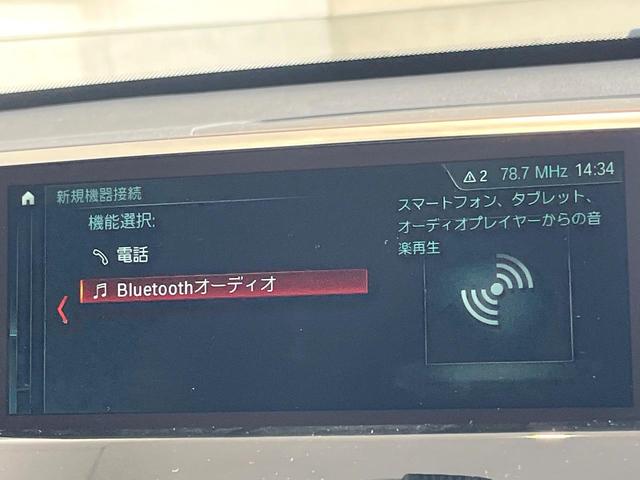 ⚠2 78.7 MHz 14:34
新規機器接続
機能選択:
電話
Bluetoothオーディオ
スマートフォン、タブレット、
オーディオプレイヤーからの音
楽再生